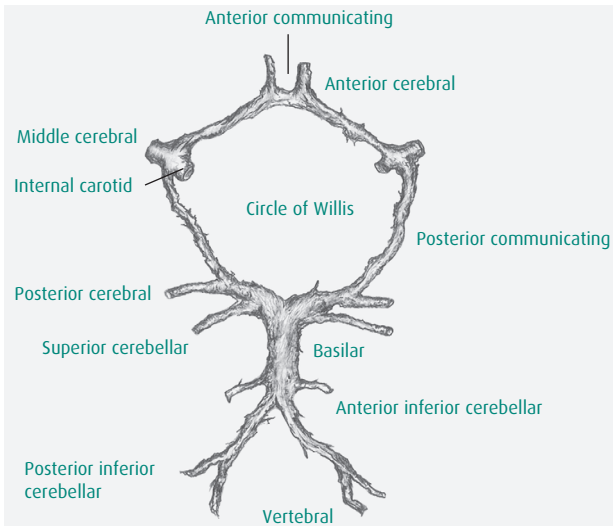 Anterior communicating
Anterior cerebral
Middle cerebral
Internal carotid
Circle of Willis
Posterior communicating
Posterior cerebral
Superior cerebellar
Basilar
Anterior inferior cerebellar
Posterior inferior
cerebellar
Vertebral